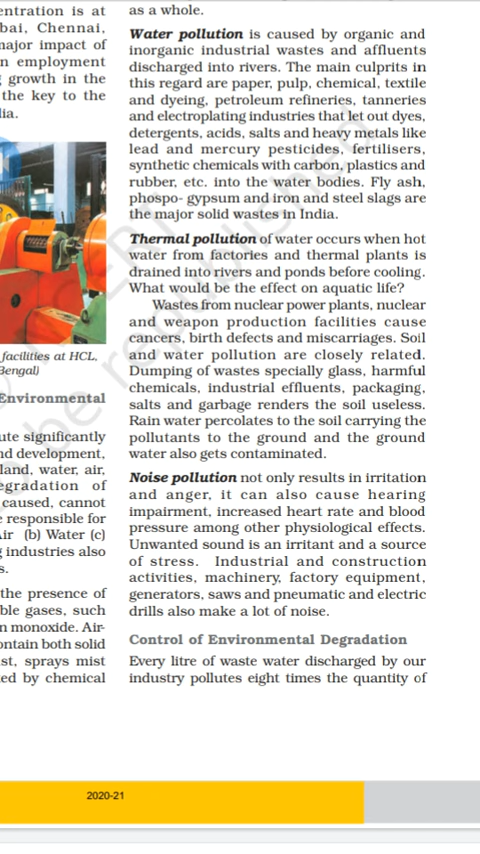 entration is at
bai, Chennai,
major impact of
n employment
growth in the
the key to the
lia.
facilities at HCL,
Bengal)
Environmental
ute significantly
nd development,
land, water, air,
egradation of
caused, cannot
e responsible for
ir (b) Water (c)
g industries also
s.
the presence of
ble gases, such
n monoxide. Air-
ontain both solid
st, sprays mist
ed by chemical
as a whole.
Water pollution is caused by organic and
inorganic industrial wastes and affluents
discharged into rivers. The main culprits in
this regard are paper, pulp, chemical, textile
and dyeing, petroleum refineries, tanneries
and electroplating industries that let out dyes,
detergents, acids, salts and heavy metals like
lead and mercury pesticides, fertilisers,
synthetic chemicals with carbon, plastics and
rubber, etc. into the water bodies. Fly ash,
phospo- gypsum and iron and steel slags are
the major solid wastes in India.
Thermal pollution of water occurs when hot
water from factories and thermal plants is
drained into rivers and ponds before cooling.
What would be the effect on aquatic life?
Wastes from nuclear power plants, nuclear
and weapon production facilities cause
cancers, birth defects and miscarriages. Soil
and water pollution are closely related.
Dumping of wastes specially glass, harmful
chemicals, industrial effluents, packaging,
salts and garbage renders the soil useless.
Rain water percolates to the soil carrying the
pollutants to the ground and the ground
water also gets contaminated.
Noise pollution not only results in irritation
and anger, it can also cause hearing
impairment, increased heart rate and blood
pressure among other physiological effects.
Unwanted sound is an irritant and a source
of stress. Industrial and construction
activities, machinery, factory equipment,
generators, saws and pneumatic and electric
drills also make a lot of noise.
Control of Environmental Degradation
Every litre of waste water discharged by our
industry pollutes eight times the quantity of
2020-21